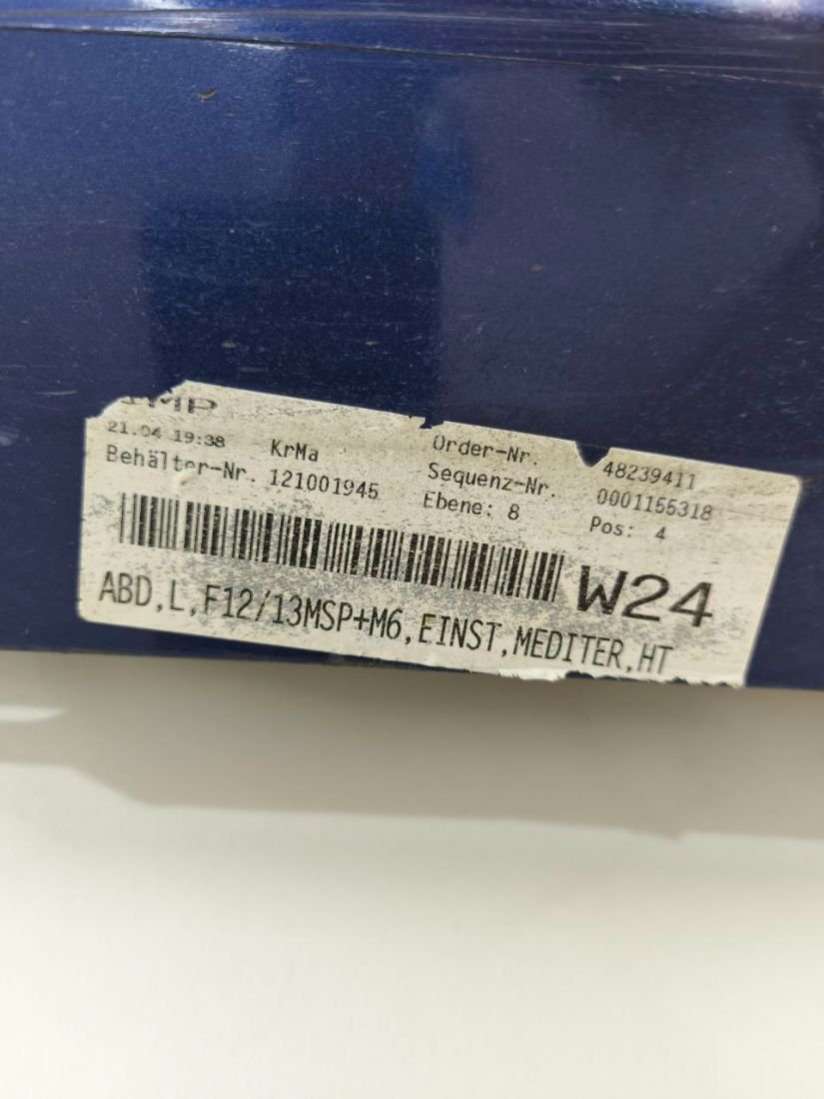 21.04 19:38 KrMa Order-Nr. 48239411
Behälter-Nr. 121001945 Sequenz-Nr. 0001155318
Ebene: 8 Pos: 4
W24
ABD,L,F12/13MSP+M6,EINST,MEDITER,HT